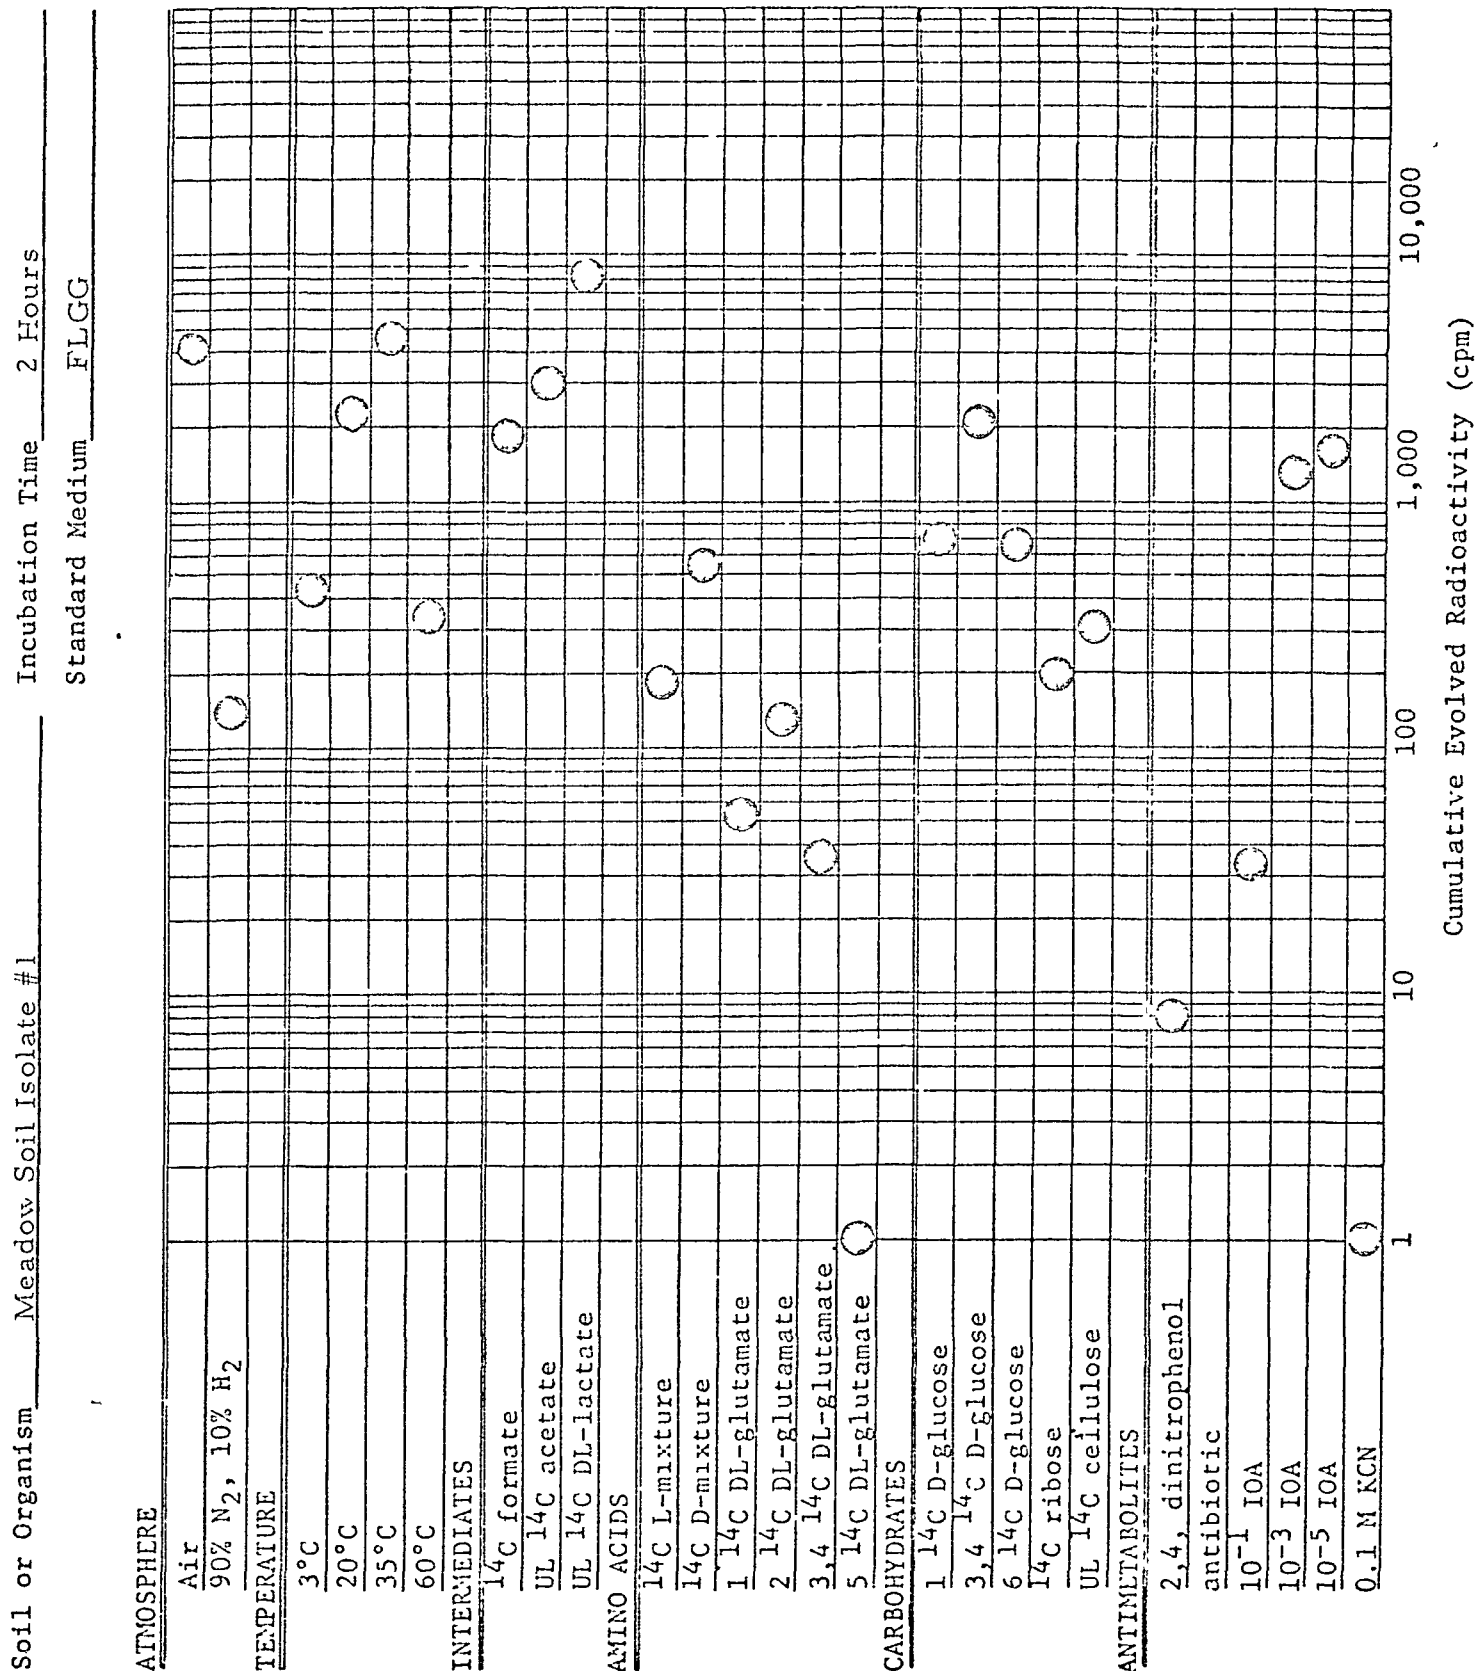 Soil or Organism Meadow Soil Isolate #1 Incubation Time 2 Hours
Standard Medium FLGG
ATMOSPHERE
Air
90% N2, 10% H2
TEMPERATURE
3°C
20°C
35°C
60°C
INTERMEDIATES
14C formate
UL 14C acetate
UL 14C DL-lactate
AMINO ACIDS
14C L-mixture
14C D-mixture
1 14C DL-glutamate
2 14C DL-glutamate
3,4 14C DL-glutamate
5 14C DL-glutamate
CARBOHYDRATES
1 14C D-glucose
3,4 14C D-glucose
6 14C D-glucose
14C ribose
UL 14C cellulose
ANTIMETABOLITES
2,4, dinitrophenol
antibiotic
10-1 IOA
10-3 IOA
10-5 IOA
0.1 M KCN
1 10 100 1,000 10,000
Cumulative Evolved Radioactivity (cpm)